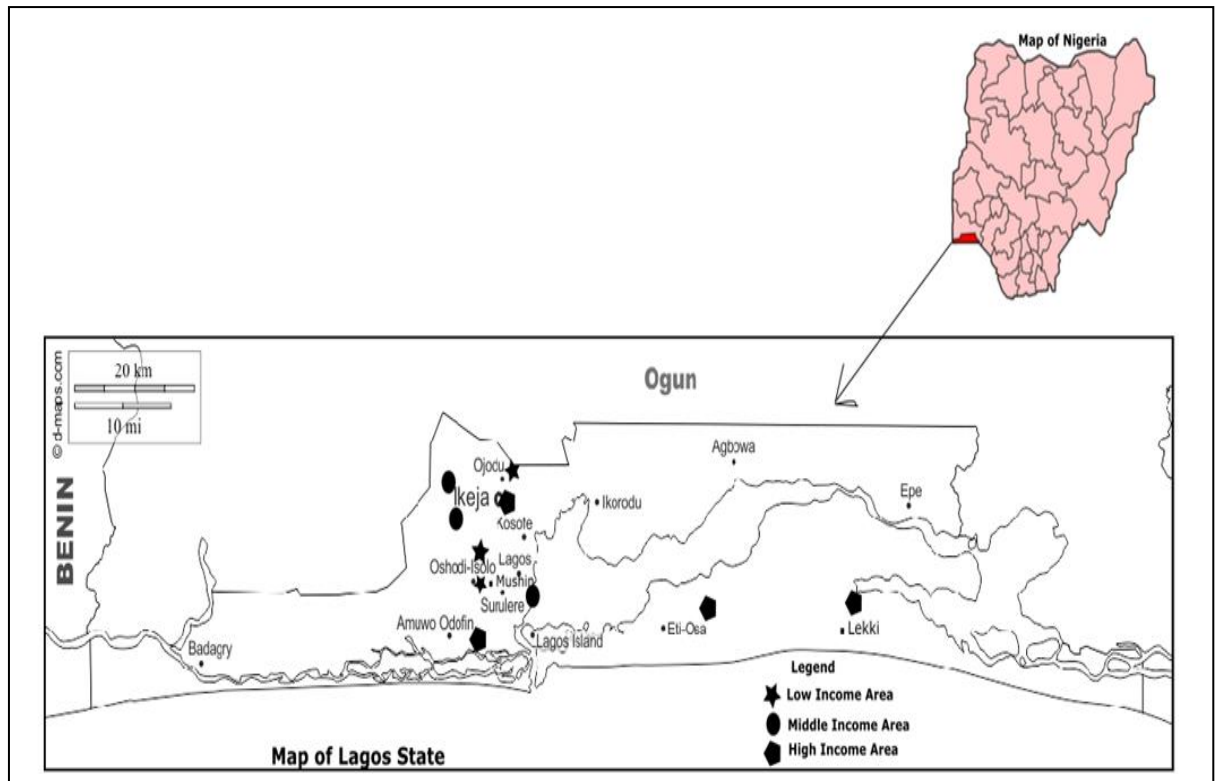 Map of Nigeria
20 km
10 mi
© d-maps.com
BENIN
Ogun
Agbowa
Ojodu
Ikeja
Epe
Ikorodu
Kosofe
Lagos
Oshodi-Isolo
Mushin
Surulere
Amuwo Odofin
Lagos Island
Eti-Osa
Lekki
Badagry
Legend
Low Income Area
Middle Income Area
High Income Area
Map of Lagos State